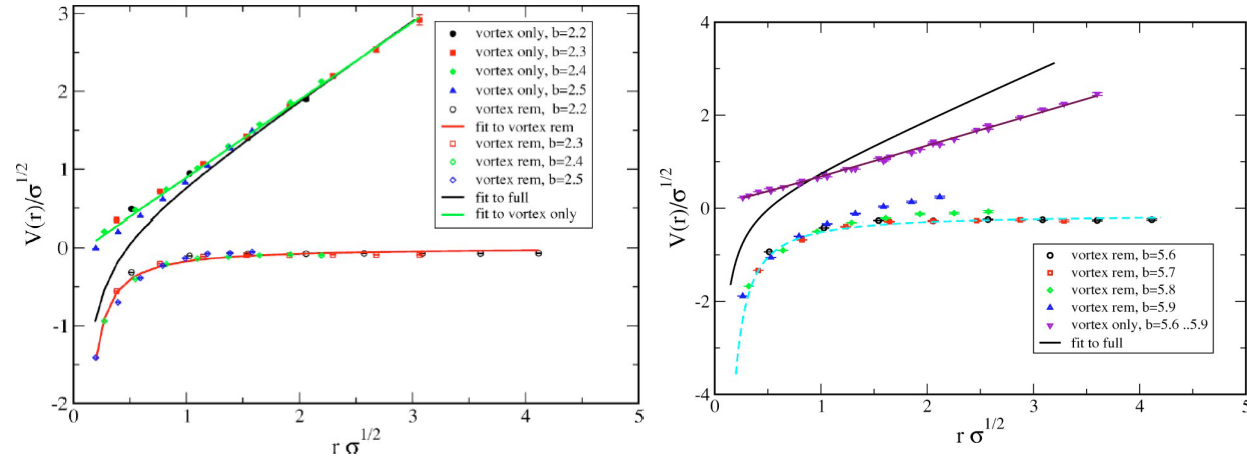 3
2
1
0
-1
-2
0
1
2
3
4
5
V(r)/σ^1/2
r σ^1/2
vortex only, b=2.2
vortex only, b=2.3
vortex only, b=2.4
vortex only, b=2.5
vortex rem, b=2.2
fit to vortex rem
vortex rem, b=2.3
vortex rem, b=2.4
vortex rem, b=2.5
fit to full
fit to vortex only
4
2
0
-2
-4
0
1
2
3
4
5
V(r)/σ^1/2
r σ^1/2
vortex rem, b=5.6
vortex rem, b=5.7
vortex rem, b=5.8
vortex rem, b=5.9
vortex only, b=5.6 ..5.9
fit to full